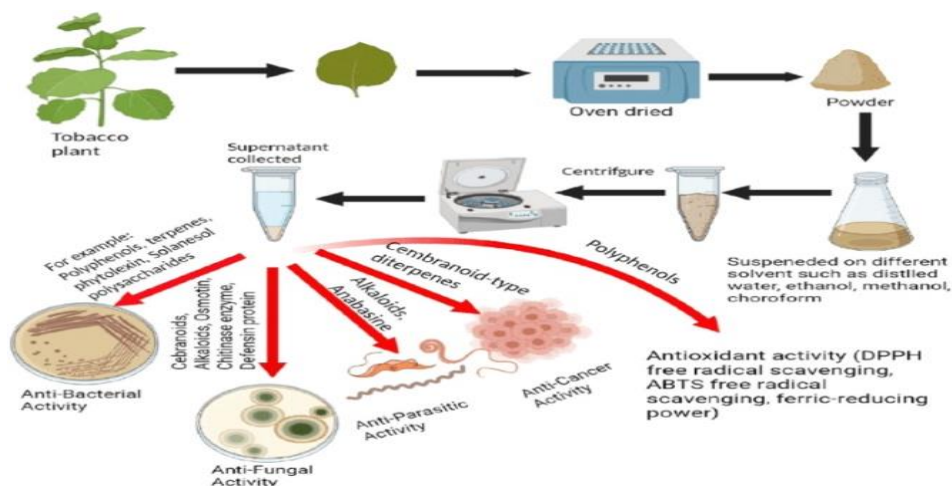 Tobacco
plant
Oven dried
Powder
Supernatant
collected
Centrifgure
Suspeneded on different
solvent such as distlled
water, ethanol, methanol,
choroform
For example:
Polyphenols, terpenes,
phytolexin, Solanesol
polysaccharides
Anti-Bacterial
Activity
Cebranoids,
Alkaloids, Osmotin,
Chitinase enzyme,
Defensin protein
Anti-Fungal
Activity
Alkaloids,
Anabasine
Anti-Parasitic
Activity
Cembranoid-type
diterpenes
Anti-Cancer
Activity
Polyphenols
Antioxidant activity (DPPH
free radical scavenging,
ABTS free radical
scavenging, ferric-reducing
power)